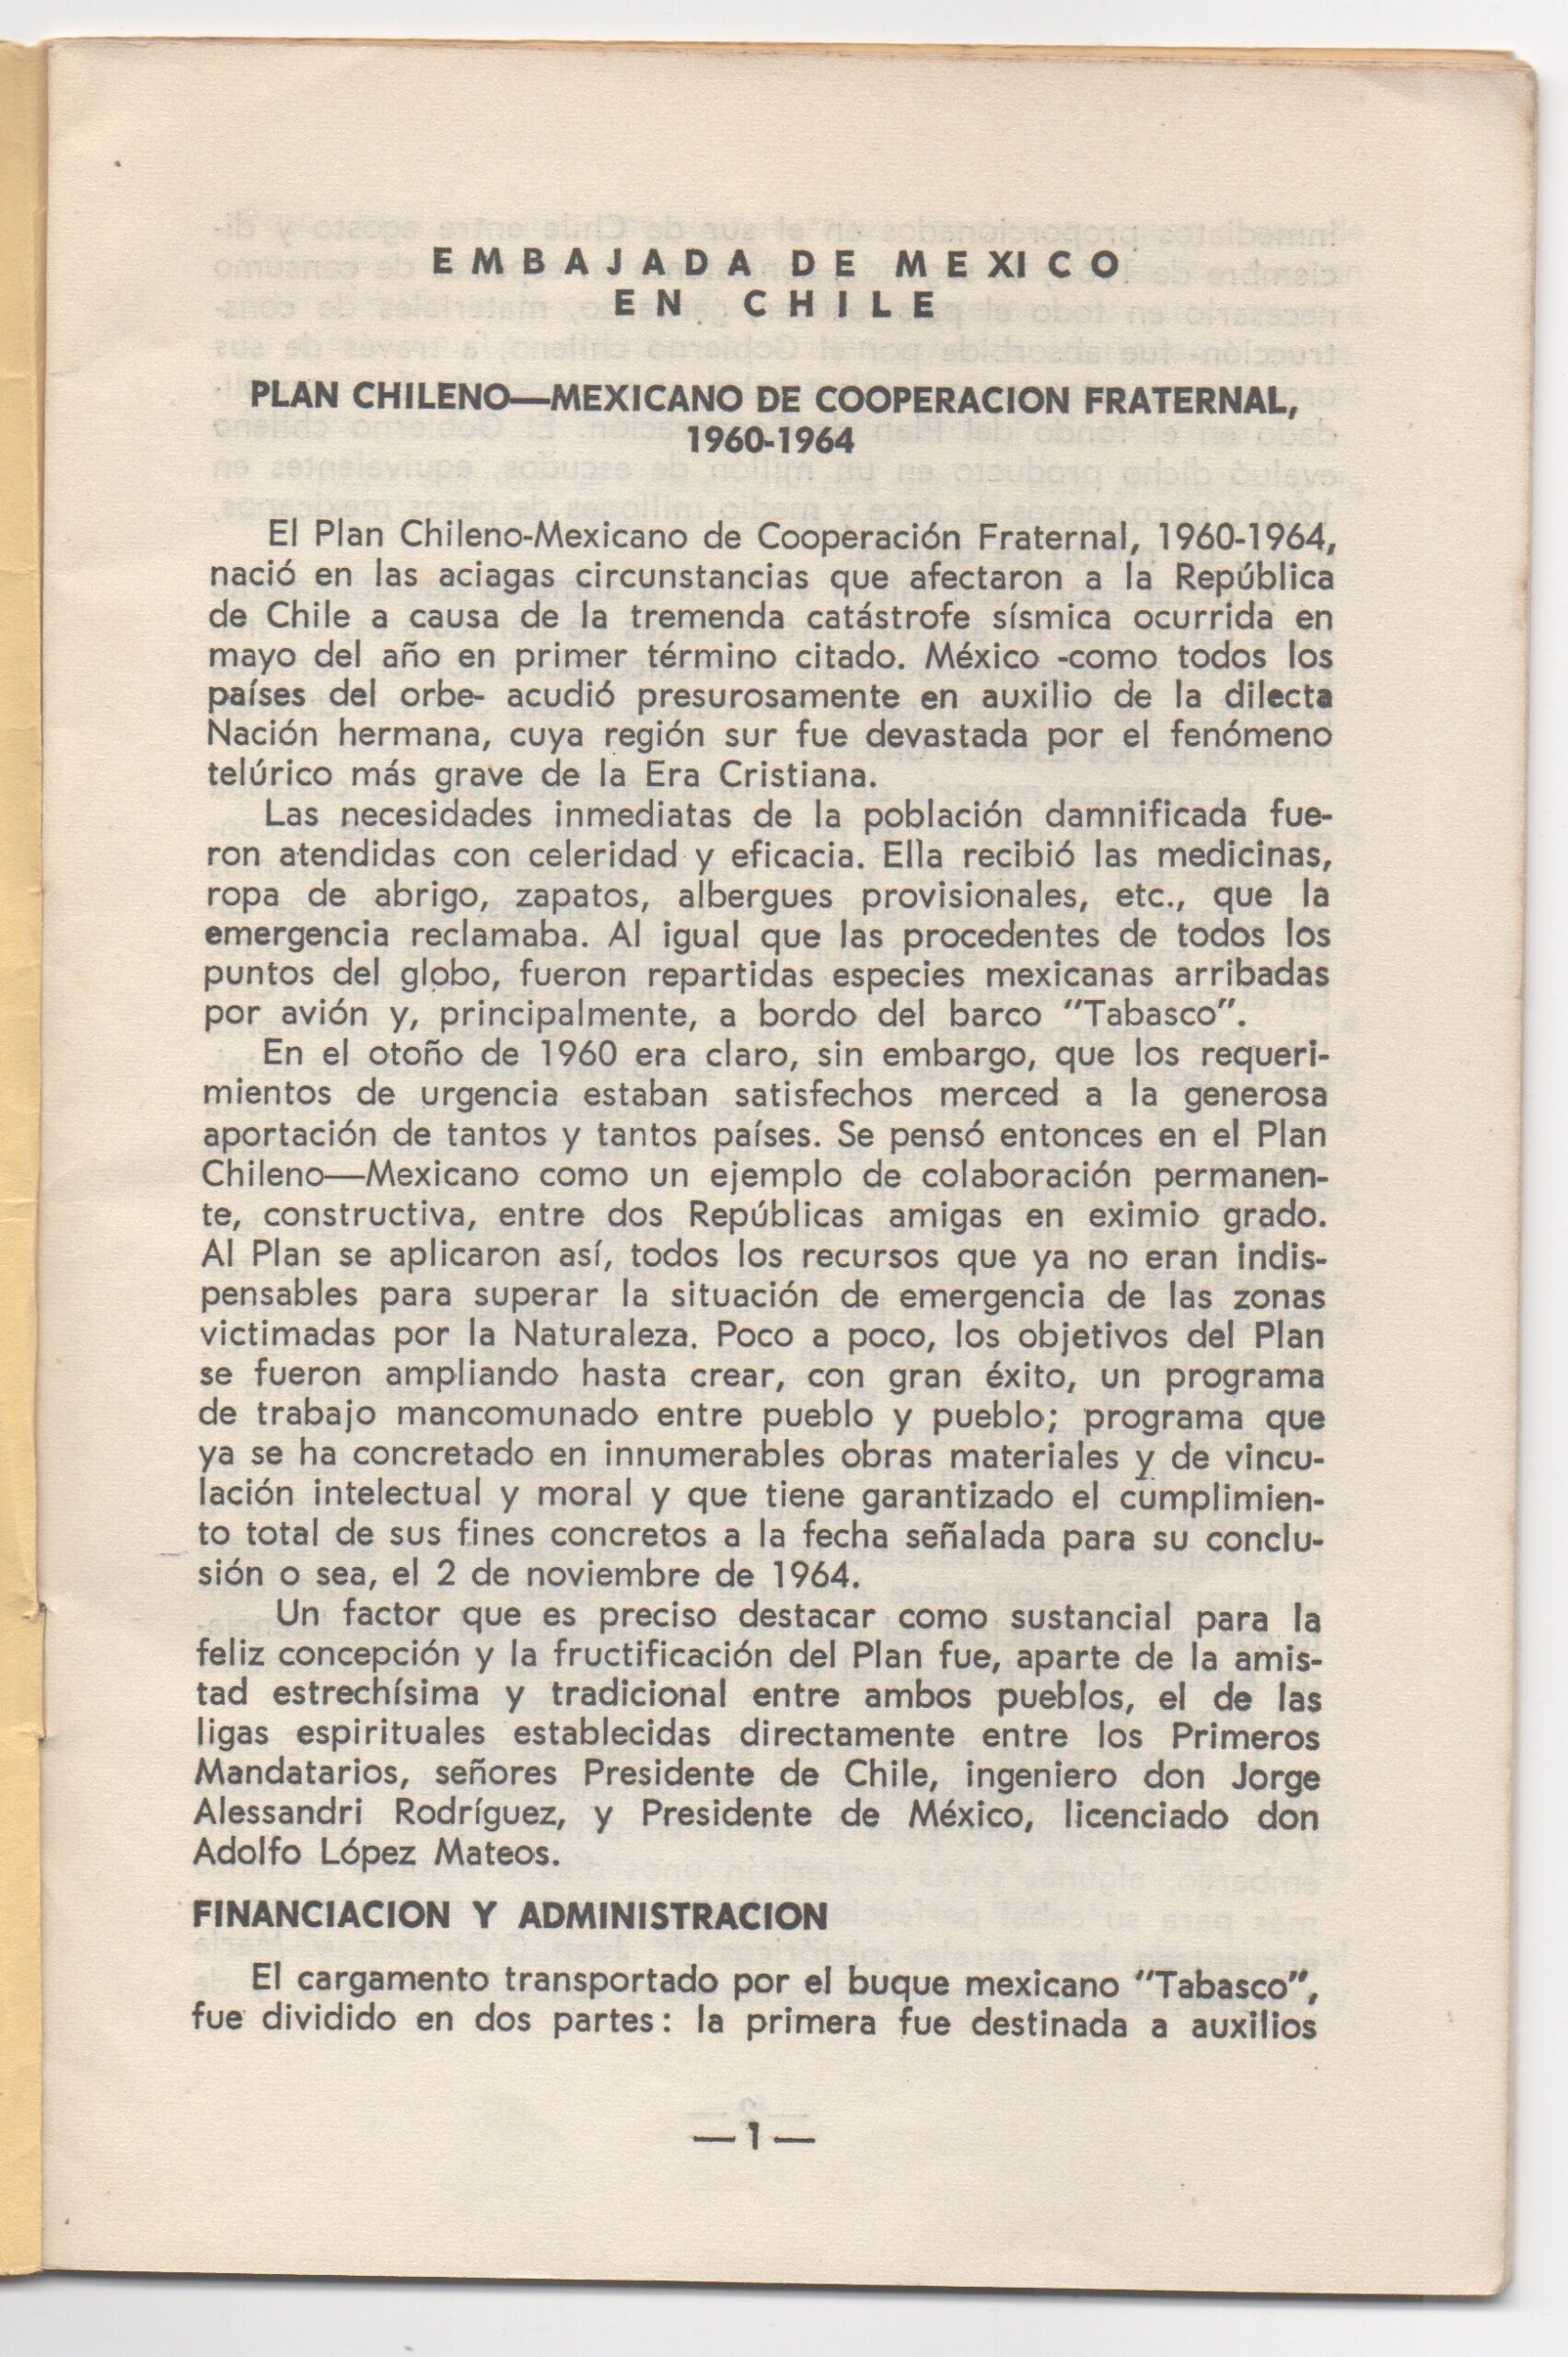 EMBAJADA DE MEXICO
EN CHILE
PLAN CHILENO—MEXICANO DE COOPERACION FRATERNAL,
1960-1964
El Plan Chileno-Mexicano de Cooperación Fraternal, 1960-1964,
nació en las aciagas circunstancias que afectaron a la República
de Chile a causa de la tremenda catástrofe sísmica ocurrida en
mayo del año en primer término citado. México -como todos los
países del orbe- acudió presurosamente en auxilio de la dilecta
Nación hermana, cuya región sur fue devastada por el fenómeno
telúrico más grave de la Era Cristiana.
Las necesidades inmediatas de la población damnificada fue-
ron atendidas con celeridad y eficacia. Ella recibió las medicinas,
ropa de abrigo, zapatos, albergues provisionales, etc., que la
emergencia reclamaba. Al igual que las procedentes de todos los
puntos del globo, fueron repartidas especies mexicanas arribadas
por avión y, principalmente, a bordo del barco "Tabasco".
En el otoño de 1960 era claro, sin embargo, que los requeri-
mientos de urgencia estaban satisfechos merced a la generosa
aportación de tantos y tantos países. Se pensó entonces en el Plan
Chileno—Mexicano como un ejemplo de colaboración permanen-
te, constructiva, entre dos Repúblicas amigas en eximio grado.
Al Plan se aplicaron así, todos los recursos que ya no eran indis-
pensables para superar la situación de emergencia de las zonas
victimadas por la Naturaleza. Poco a poco, los objetivos del Plan
se fueron ampliando hasta crear, con gran éxito, un programa
de trabajo mancomunado entre pueblo y pueblo; programa que
ya se ha concretado en innumerables obras materiales y de vincu-
lación intelectual y moral y que tiene garantizado el cumplimien-
to total de sus fines concretos a la fecha señalada para su conclu-
sión o sea, el 2 de noviembre de 1964.
Un factor que es preciso destacar como sustancial para la
feliz concepción y la fructificación del Plan fue, aparte de la amis-
tad estrechísima y tradicional entre ambos pueblos, el de las
ligas espirituales establecidas directamente entre los Primeros
Mandatarios, señores Presidente de Chile, ingeniero don Jorge
Alessandri Rodríguez, y Presidente de México, licenciado don
Adolfo López Mateos.
FINANCIACION Y ADMINISTRACION
El cargamento transportado por el buque mexicano "Tabasco",
fue dividido en dos partes: la primera fue destinada a auxilios
— 1 —